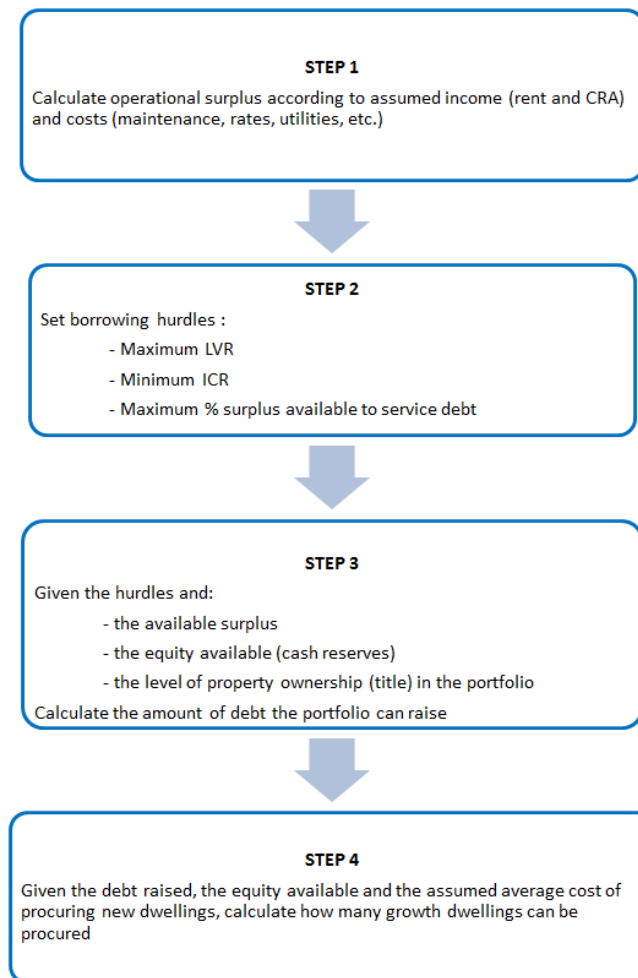 STEP 1
Calculate operational surplus according to assumed income (rent and CRA)
and costs (maintenance, rates, utilities, etc.)
STEP 2
Set borrowing hurdles :
- Maximum LVR
- Minimum ICR
- Maximum % surplus available to service debt
STEP 3
Given the hurdles and:
- the available surplus
- the equity available (cash reserves)
- the level of property ownership (title) in the portfolio
Calculate the amount of debt the portfolio can raise
STEP 4
Given the debt raised, the equity available and the assumed average cost of
procuring new dwellings, calculate how many growth dwellings can be
procured